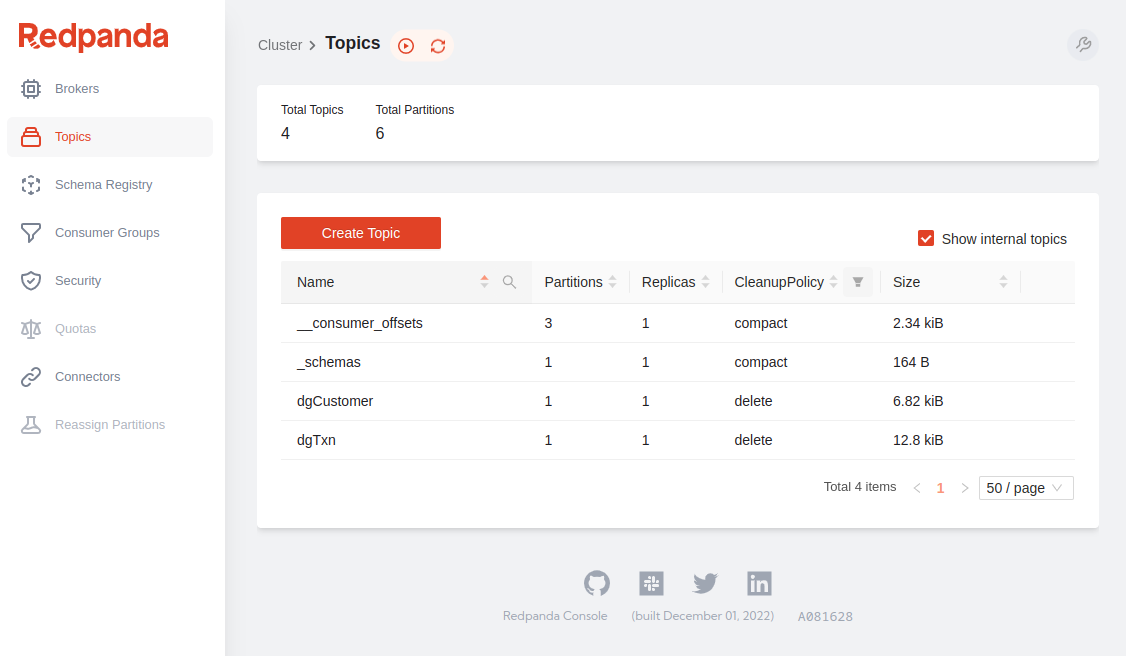 Redpanda
Brokers
Topics
Schema Registry
Consumer Groups
Security
Quotas
Connectors
Reassign Partitions
Cluster > Topics
Total Topics Total Partitions
4 6
Create Topic
Show internal topics
Name Partitions Replicas CleanupPolicy Size
__consumer_offsets 3 1 compact 2.34 kiB
_schemas 1 1 compact 164 B
dgCustomer 1 1 delete 6.82 kiB
dgTxn 1 1 delete 12.8 kiB
Total 4 items < 1 > 50 / page
in
Redpanda Console (built December 01, 2022) A081628